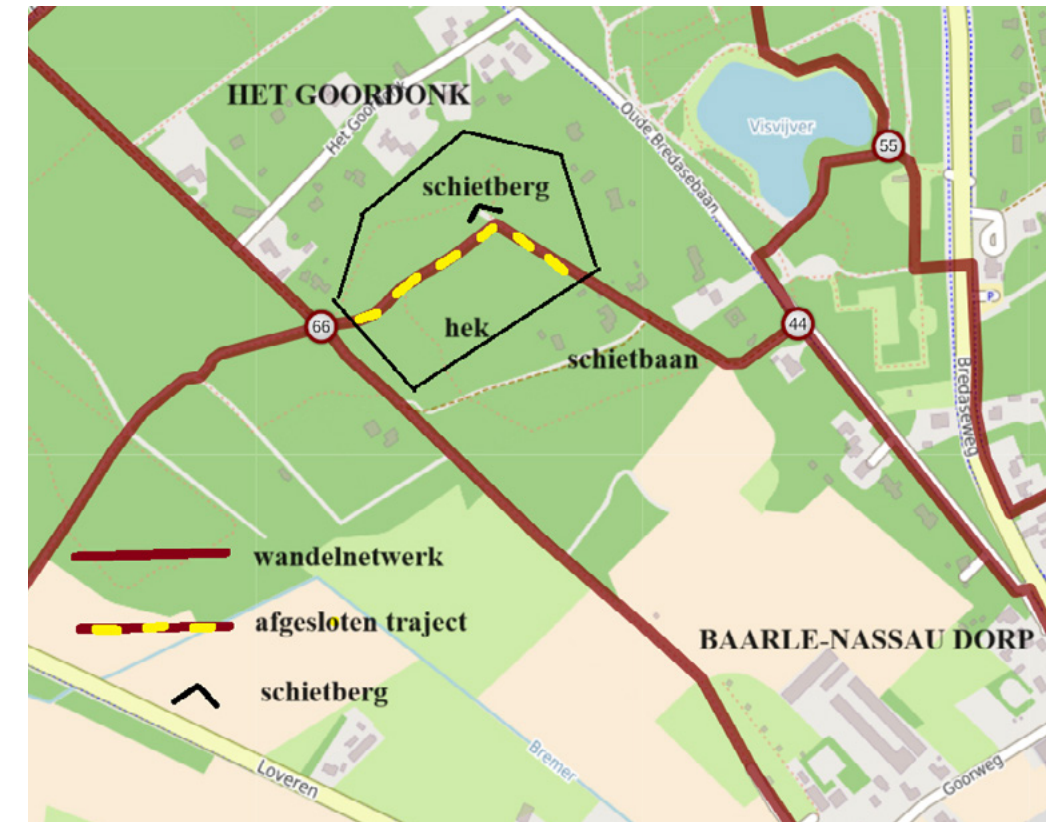 HET GOORDONK
Het Goordonk
Oude Bredasebaan
Visvijver
55
schietberg
66
hek
44
schietbaan
P
Bredaseweg
wandelnetwerk
afgesloten traject
schietberg
BAARLE-NASSAU DORP
Loveren
Bremer
Goorweg